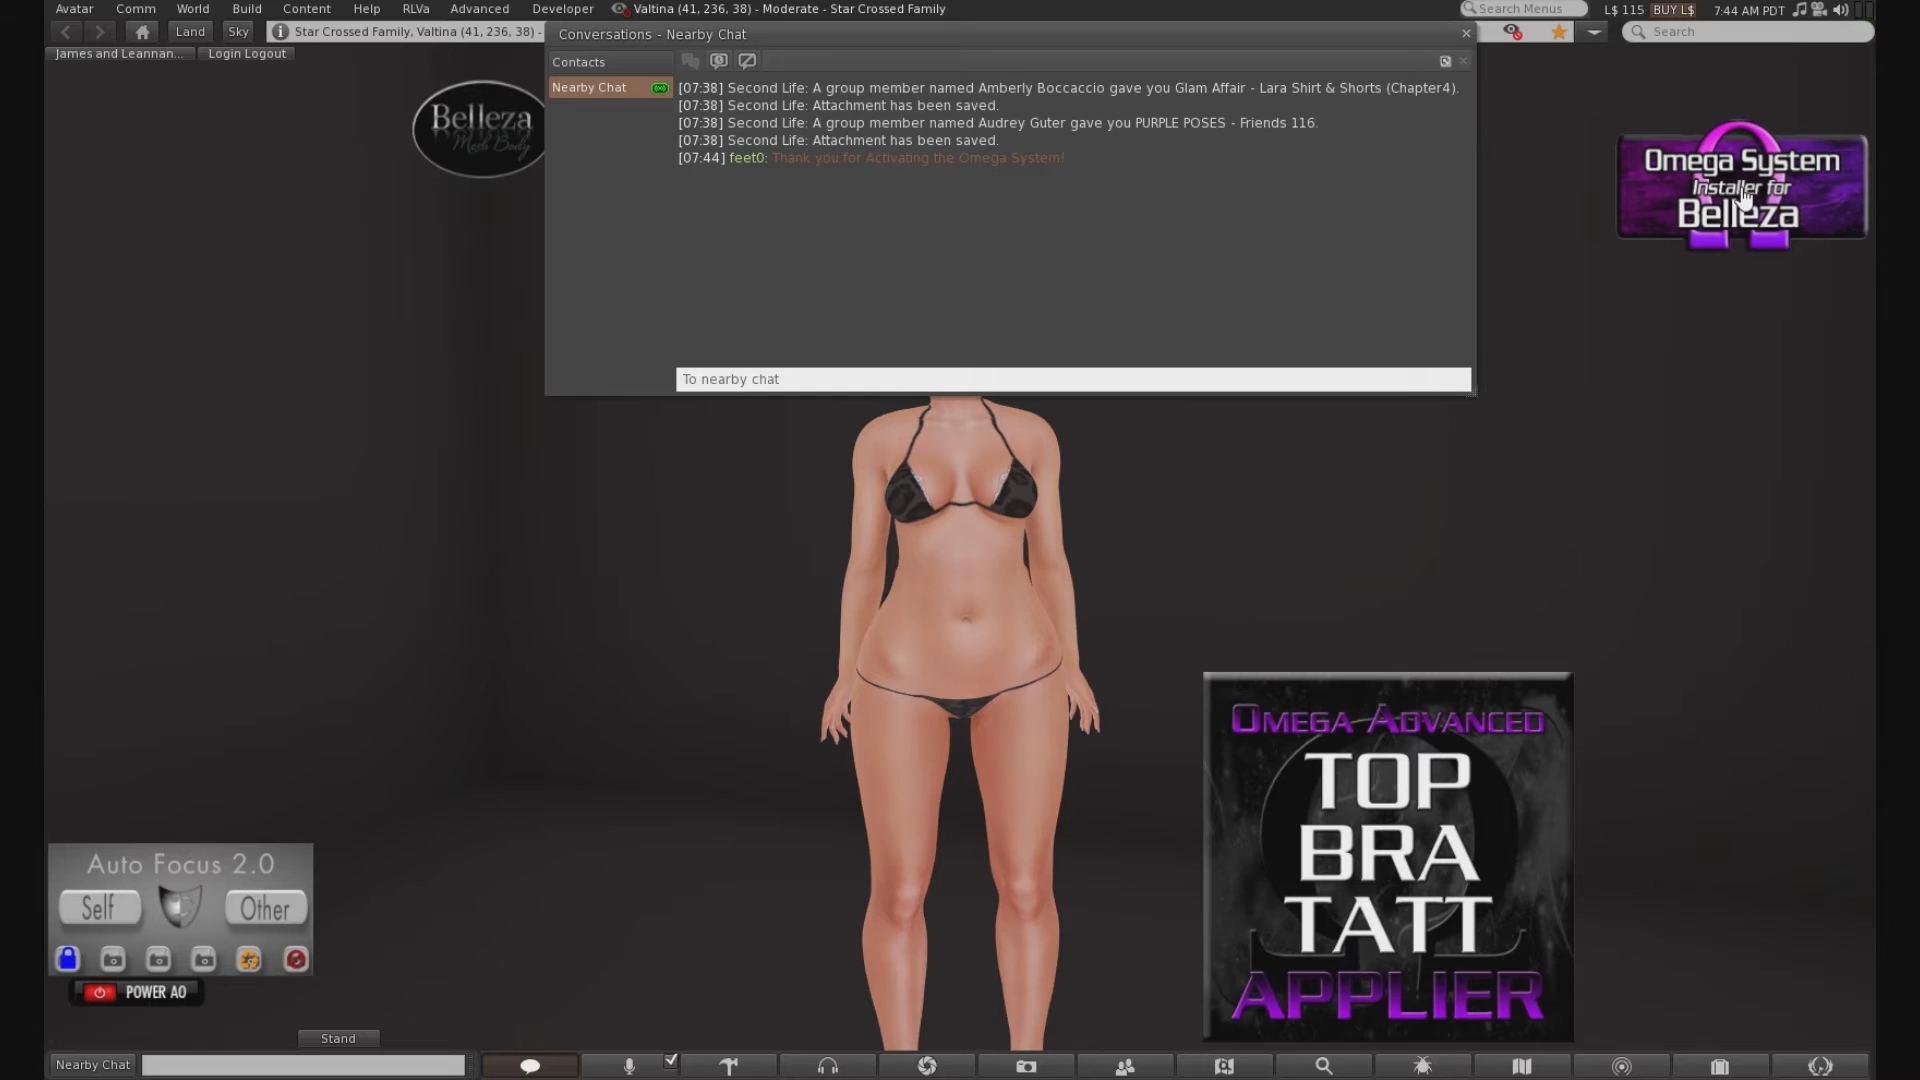 Avatar Comm World Build Content Help RLVa Advanced Developer Valtina (41, 236, 38) - Moderate - Star Crossed Family Search Menus L$ 115 BUY L$ 7:44 AM PDT
Land Sky Star Crossed Family, Valtina (41, 236, 38) - Search
James and Leannan... Login Logout
Conversations - Nearby Chat
Contacts
Nearby Chat
[07:38] Second Life: A group member named Amberly Boccaccio gave you Glam Affair - Lara Shirt & Shorts (Chapter4).
[07:38] Second Life: Attachment has been saved.
[07:38] Second Life: A group member named Audrey Guter gave you PURPLE POSES - Friends 116.
[07:38] Second Life: Attachment has been saved.
[07:44] feet0: Thank you for Activating the Omega System!
To nearby chat
Belleza
Mesh Body
Omega System
Installer for
Belleza
OMEGA ADVANCED
TOP
BRA
TATT
APPLIER
Auto Focus 2.0
Self Other
POWER AO
Stand
Nearby Chat